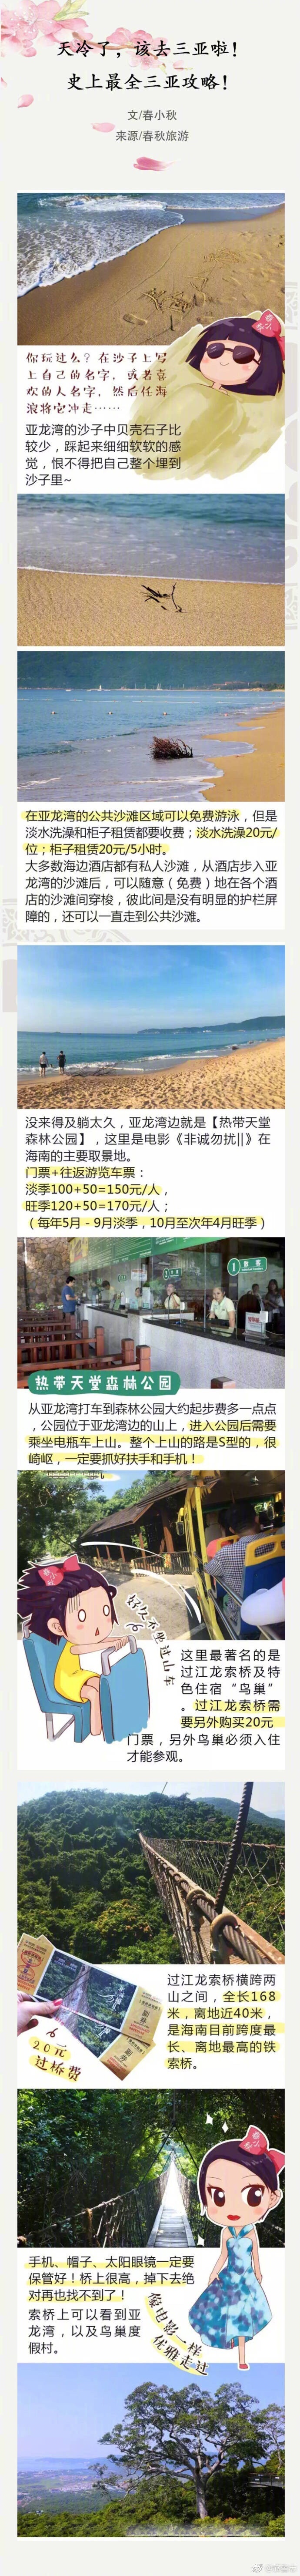 天冷了，该去三亚啦！
史上最全三亚攻略！
文/春小秋
来源/春秋旅游
你玩过么？在沙子上写
上自己的名字，或者喜
欢的人名字，然后任海
浪将它冲走……
亚龙湾的沙子中贝壳石子比
较少，踩起来细细软软的感
觉，恨不得把自己整个埋到
沙子里~
在亚龙湾的公共沙滩区域可以免费游泳，但是
淡水洗澡和柜子租赁都要收费；淡水洗澡20元/
位；柜子租赁20元/5小时。
大多数海边酒店都有私人沙滩，从酒店步入亚
龙湾的沙滩后，可以随意（免费）地在各个酒
店的沙滩间穿梭，彼此间是没有明显的护栏屏
障的，还可以一直走到公共沙滩。
没来得及躺太久，亚龙湾边就是【热带天堂
森林公园】，这里是电影《非诚勿扰||》在
海南的主要取景地。
门票+往返游览车票：
淡季100+50=150元/人，
旺季120+50=170元/人；
（每年5月－9月淡季，10月至次年4月旺季）
1 散客
热带天堂森林公园
从亚龙湾打车到森林公园大约起步费多一点点
，公园位于亚龙湾边的山上，进入公园后需要
乘坐电瓶车上山。整个上山的路是S型的，很
崎岖，一定要抓好扶手和手机！
这里最著名的是
过江龙索桥及特
色住宿“鸟巢”
。过江龙索桥需
要另外购买20元
门票，另外鸟巢必须入住
才能参观。
过江龙索桥横跨两
山之间，全长168
米，离地近40米，
是海南目前跨度最
长、离地最高的铁
索桥。
20元
过桥费
手机、帽子、太阳眼镜一定要
保管好！桥上很高，掉下去绝
对再也找不到了！
索桥上可以看到亚
龙湾，以及鸟巢度
假村。
像电影一样
优雅走过